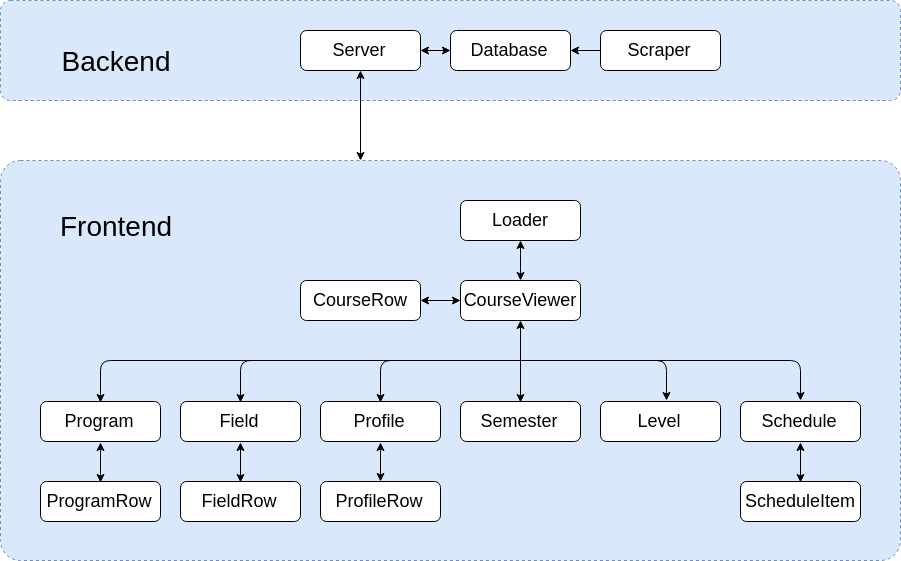 Backend
Server
Database
Scraper
Frontend
Loader
CourseRow
CourseViewer
Program
Field
Profile
Semester
Level
Schedule
ProgramRow
FieldRow
ProfileRow
ScheduleItem